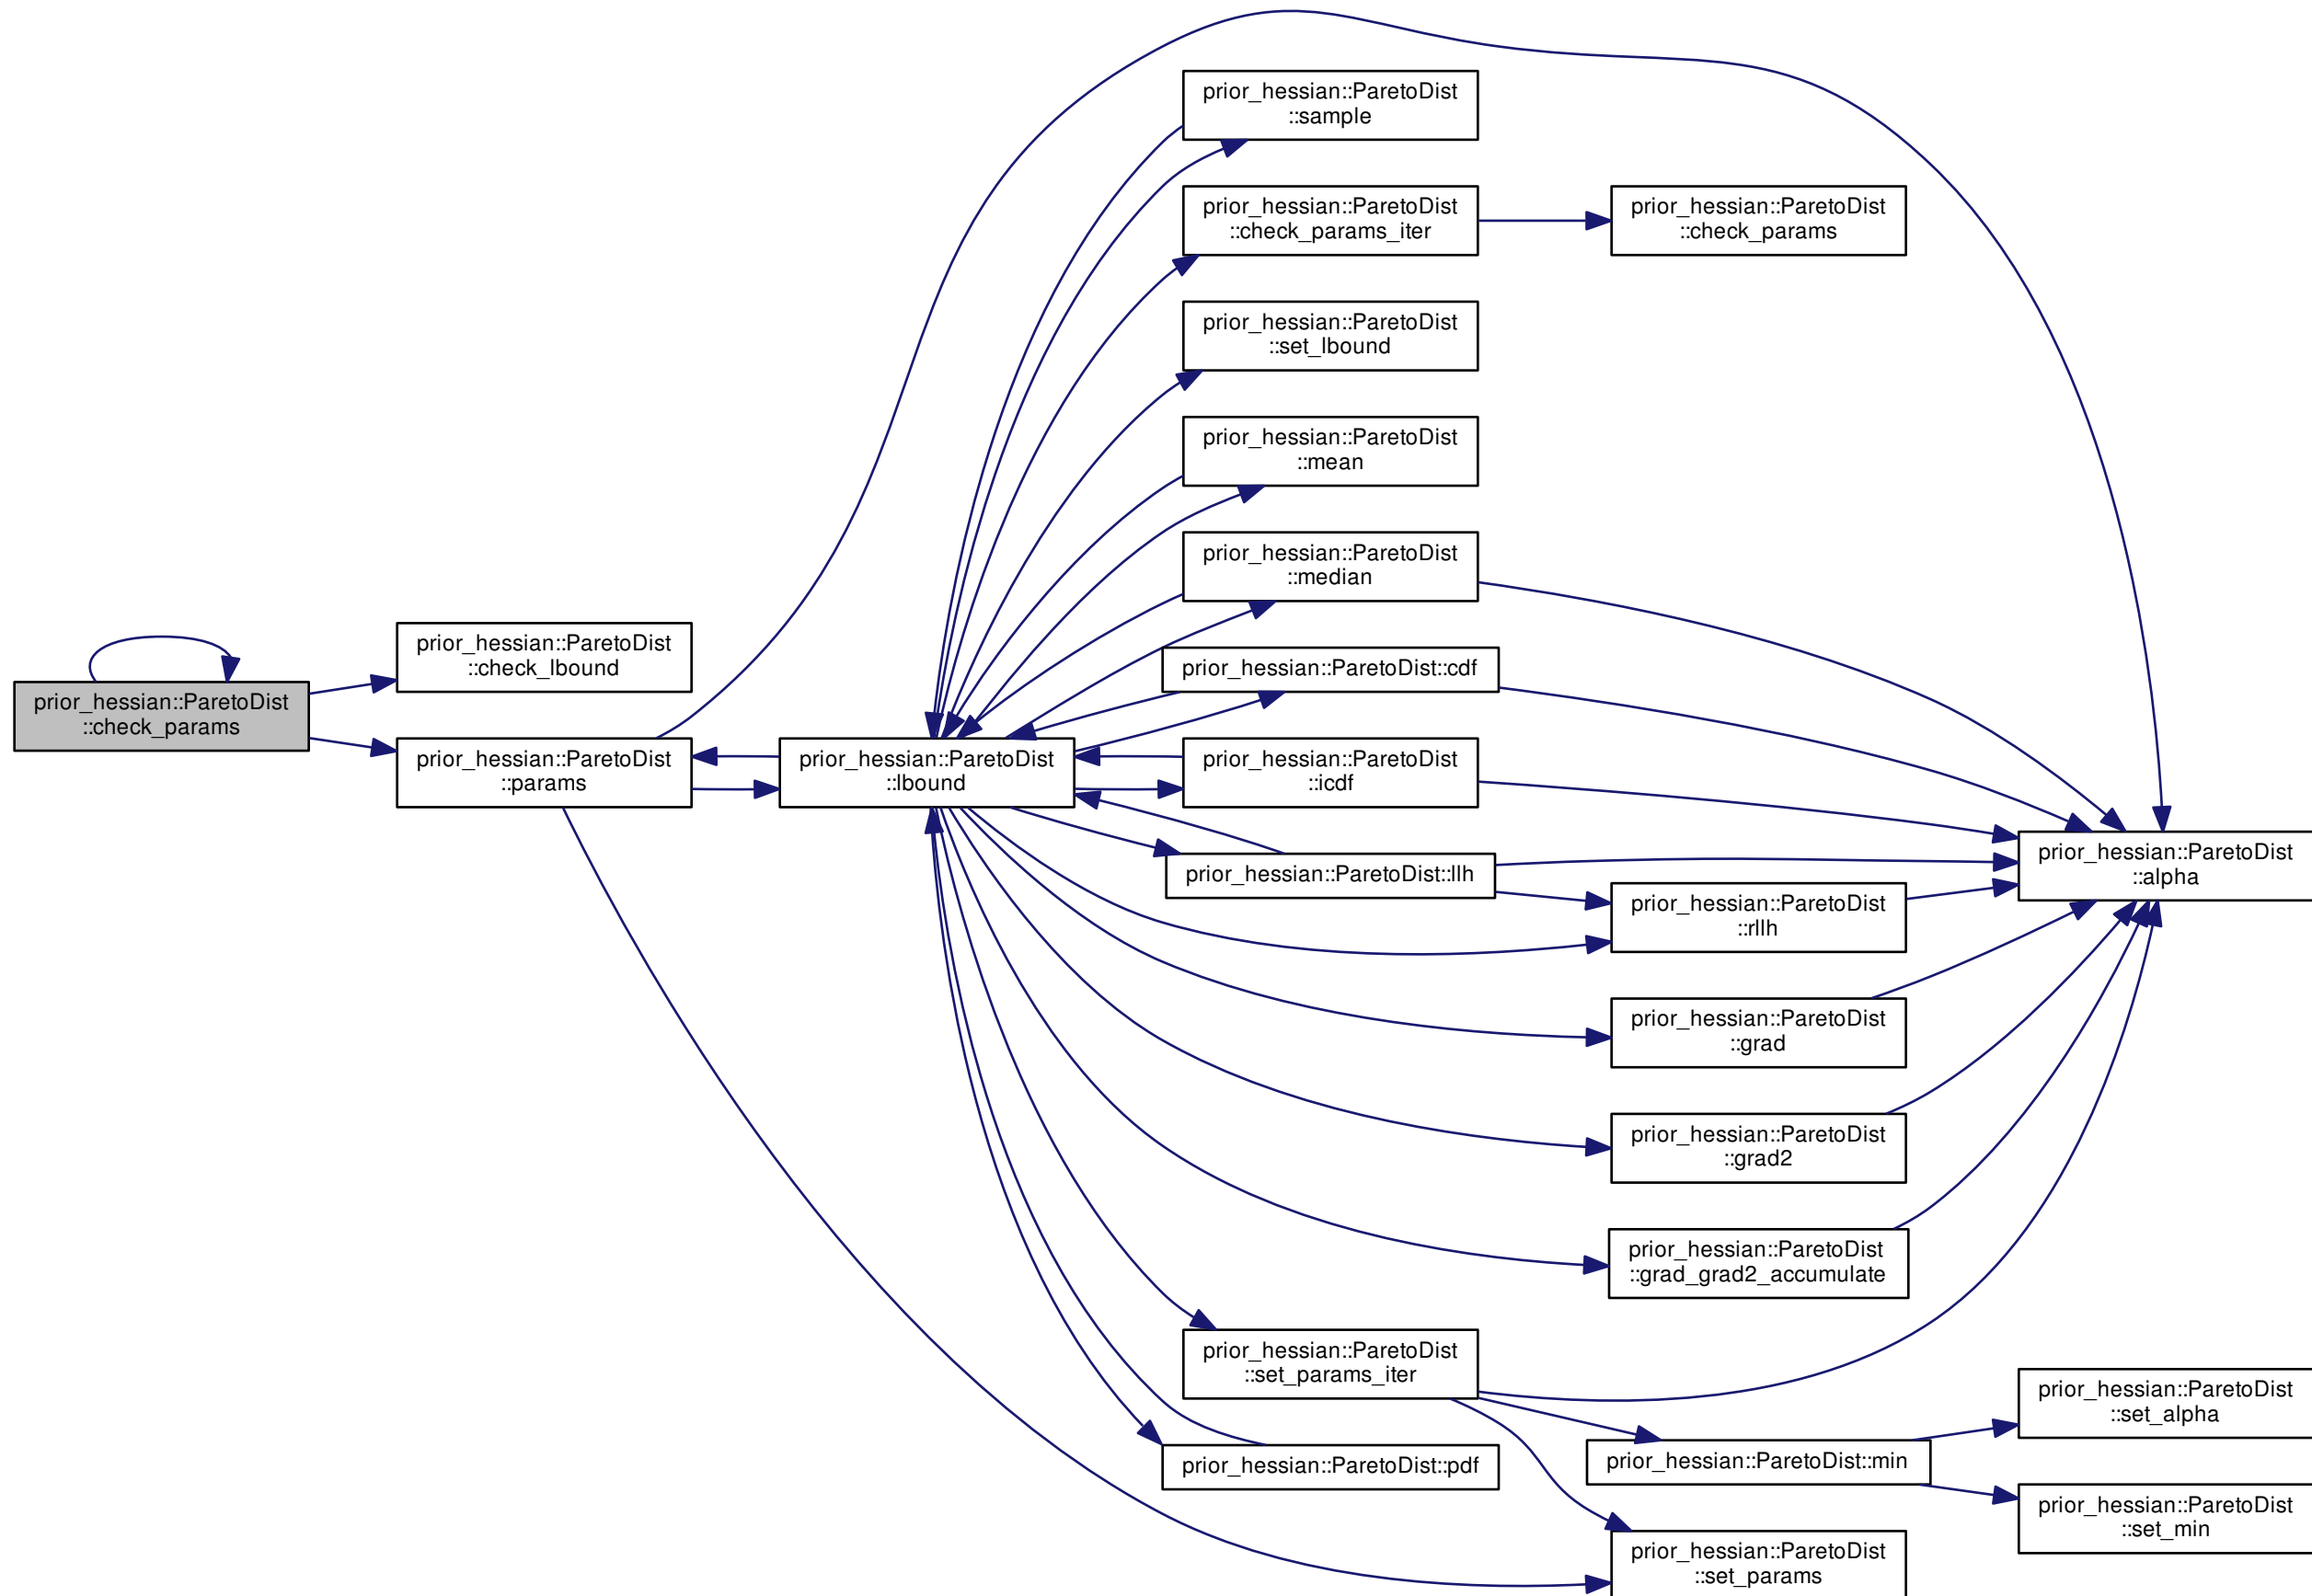 prior_hessian::ParetoDist
::check_params
prior_hessian::ParetoDist
::check_lbound
prior_hessian::ParetoDist
::params
prior_hessian::ParetoDist
::lbound
prior_hessian::ParetoDist
::sample
prior_hessian::ParetoDist
::check_params_iter
prior_hessian::ParetoDist
::set_lbound
prior_hessian::ParetoDist
::mean
prior_hessian::ParetoDist
::median
prior_hessian::ParetoDist::cdf
prior_hessian::ParetoDist
::icdf
prior_hessian::ParetoDist::llh
prior_hessian::ParetoDist
::set_params_iter
prior_hessian::ParetoDist::pdf
prior_hessian::ParetoDist
::check_params
prior_hessian::ParetoDist
::rllh
prior_hessian::ParetoDist
::grad
prior_hessian::ParetoDist
::grad2
prior_hessian::ParetoDist
::grad_grad2_accumulate
prior_hessian::ParetoDist::min
prior_hessian::ParetoDist
::set_params
prior_hessian::ParetoDist
::alpha
prior_hessian::ParetoDist
::set_alpha
prior_hessian::ParetoDist
::set_min